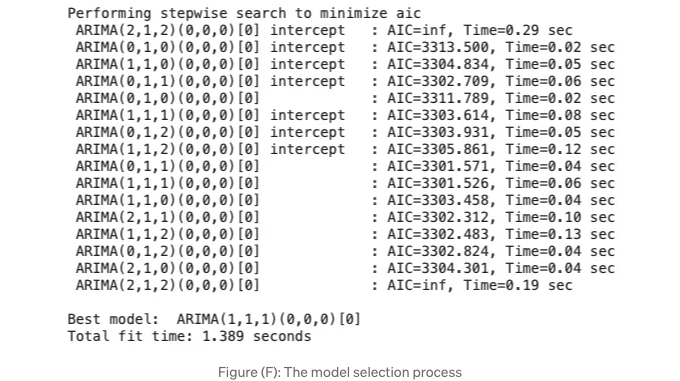 Performing stepwise search to minimize aic
ARIMA(2,1,2)(0,0,0)[0] intercept : AIC=inf, Time=0.29 sec
ARIMA(0,1,0)(0,0,0)[0] intercept : AIC=3313.500, Time=0.02 sec
ARIMA(1,1,0)(0,0,0)[0] intercept : AIC=3304.834, Time=0.05 sec
ARIMA(0,1,1)(0,0,0)[0] intercept : AIC=3302.709, Time=0.06 sec
ARIMA(0,1,0)(0,0,0)[0] : AIC=3311.789, Time=0.02 sec
ARIMA(1,1,1)(0,0,0)[0] intercept : AIC=3303.614, Time=0.08 sec
ARIMA(0,1,2)(0,0,0)[0] intercept : AIC=3303.931, Time=0.05 sec
ARIMA(1,1,2)(0,0,0)[0] intercept : AIC=3305.861, Time=0.12 sec
ARIMA(0,1,1)(0,0,0)[0] : AIC=3301.571, Time=0.04 sec
ARIMA(1,1,1)(0,0,0)[0] : AIC=3301.526, Time=0.06 sec
ARIMA(1,1,0)(0,0,0)[0] : AIC=3303.458, Time=0.04 sec
ARIMA(2,1,1)(0,0,0)[0] : AIC=3302.312, Time=0.10 sec
ARIMA(1,1,2)(0,0,0)[0] : AIC=3302.483, Time=0.13 sec
ARIMA(0,1,2)(0,0,0)[0] : AIC=3302.824, Time=0.04 sec
ARIMA(2,1,0)(0,0,0)[0] : AIC=3304.301, Time=0.04 sec
ARIMA(2,1,2)(0,0,0)[0] : AIC=inf, Time=0.19 sec
Best model: ARIMA(1,1,1)(0,0,0)[0]
Total fit time: 1.389 seconds
Figure (F): The model selection process